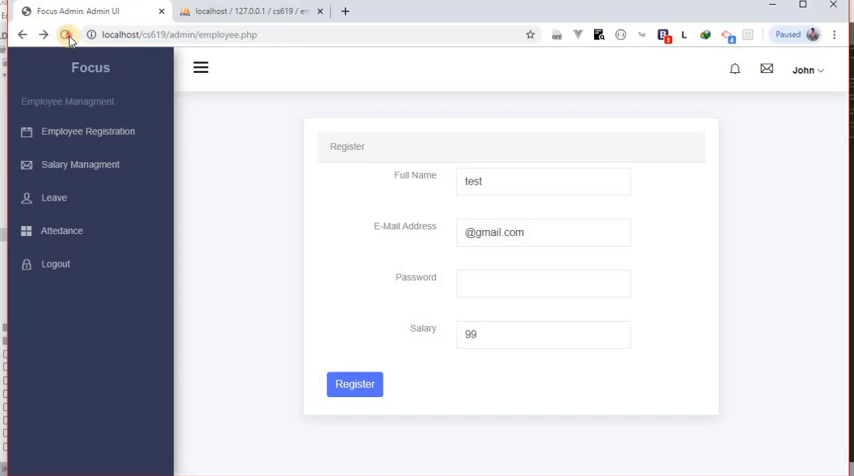 Focus Admin: Admin UI
localhost / 127.0.0.1 / cs619 / em
localhost/cs619/admin/employee.php
Paused
Focus
John
Employee Managment
Employee Registration
Salary Managment
Leave
Attedance
Logout
Register
Full Name
test
E-Mail Address
@gmail.com
Password
Salary
99
Register